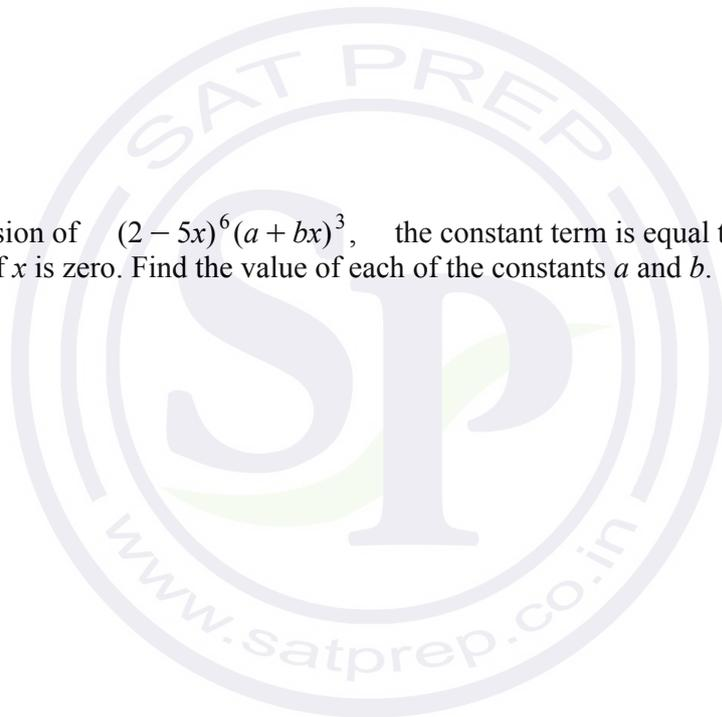 SAT PREP
sion of (2 − 5x)⁶(a + bx)³, the constant term is equal
x is zero. Find the value of each of the constants a and b.
SP
www.satprep.co.in